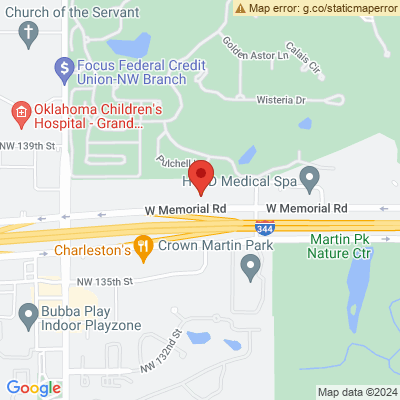 Map error: g.co/staticmaperror
Church of the Servant
Calais Cir
Golden Astor Ln
Focus Federal Credit
Union-NW Branch
Wisteria Dr
Oklahoma Children's
Hospital - Grand...
NW 139th St
Medical Spa
W Memorial Rd
W Memorial Rd
344
Charleston's
Crown Martin Park
Martin Pk
Nature Ctr
NW 135th St
Bubba Play
Indoor Playzone
NW 132nd St
Google
Map data ©2024